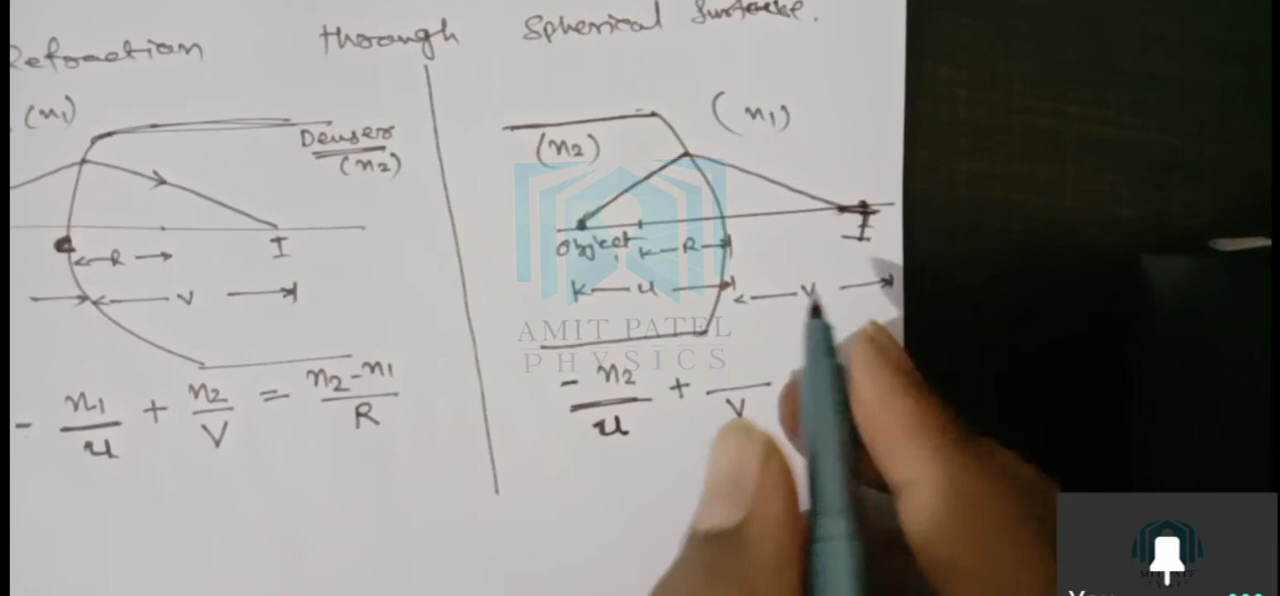 Refraction through Spherical Surface.
(n1)
Denser
(n2)
I
R
V
- n1/u + n2/V = n2-n1/R
(n2)
(n1)
Object
R
I
u
V
AMIT PATEL
PHYSICS
- n2/u + /V